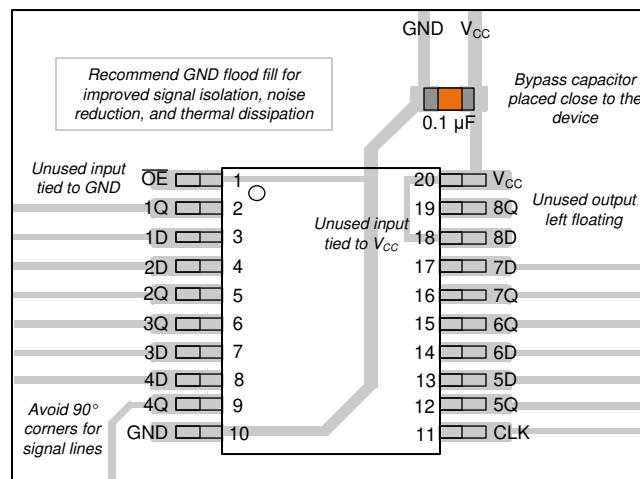 GND
V_CC
Recommend GND flood fill for
improved signal isolation, noise
reduction, and thermal dissipation
0.1 µF
Bypass capacitor
placed close to the
device
Unused input
tied to GND
O̅E̅ 1
1Q 2
1D 3
2D 4
2Q 5
3Q 6
3D 7
4D 8
4Q 9
GND 10
Avoid 90°
corners for
signal lines
Unused input
tied to V_CC
20 V_CC
19 8Q
18 8D
17 7D
16 7Q
15 6Q
14 6D
13 5D
12 5Q
11 CLK
Unused output
left floating